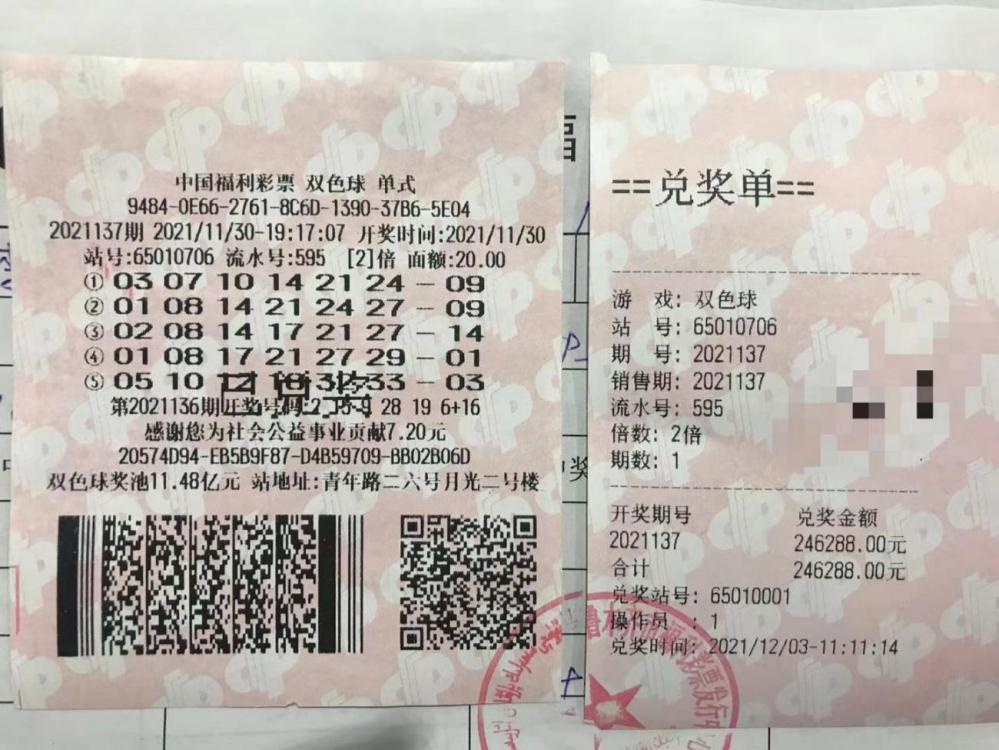 中国福利彩票 双色球 单式
9484-0E66-2761-8C6D-1390-37B6-5E04
2021137期 2021/11/30-19:17:07 开奖时间:2021/11/30
站号:65010706 流水号:595 [2]倍 面额:20.00
① 03 07 10 14 21 24 - 09
② 01 08 14 21 24 27 - 09
③ 02 08 14 17 21 27 - 14
④ 01 08 17 21 27 29 - 01
⑤ 05 10 12 18 32 33 - 03
已兑奖
第2021136期开奖号码:2 15 9 28 19 6+16
感谢您为社会公益事业贡献7.20元
20574D94-EB5B9F87-D4B59709-BB02B06D
双色球奖池11.48亿元 站地址:青年路二六号月光二号楼
==兑奖单==
游 戏: 双色球
站 号: 65010706
期 号: 2021137
销售期: 2021137
流水号: 595
倍数: 2倍
期数: 1
开奖期号 兑奖金额
2021137 246288.00元
合计 246288.00元
兑奖站号: 65010001
操作员 : 1
兑奖时间: 2021/12/03-11:11:14